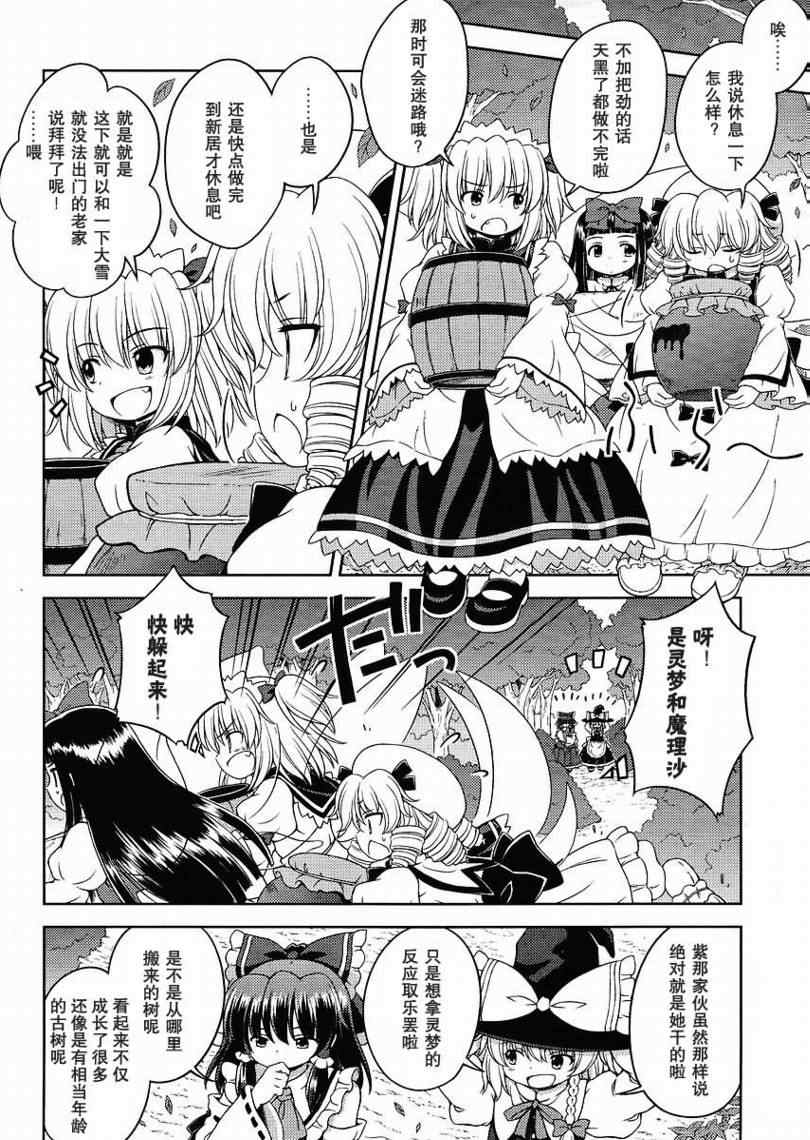 唉⋯
我说休息一下
怎么样？
不加把劲的话
天黑了都做不完啦
那时可会迷路哦？
⋯⋯也是
还是快点做完
到新居才休息吧
就是就是
这下就可以和一下大雪
就没法出门的老家
说拜拜了呢！
⋯⋯喂
呀！
是灵梦和魔理沙
ダッ
快
快躲起来！
紫那家伙虽然那样说
绝对就是她干的啦
只是想拿灵梦的
反应取乐罢啦
是不是从哪里
搬来的树呢
看起来不仅
成长了很多
还像是有相当年龄
的古树呢